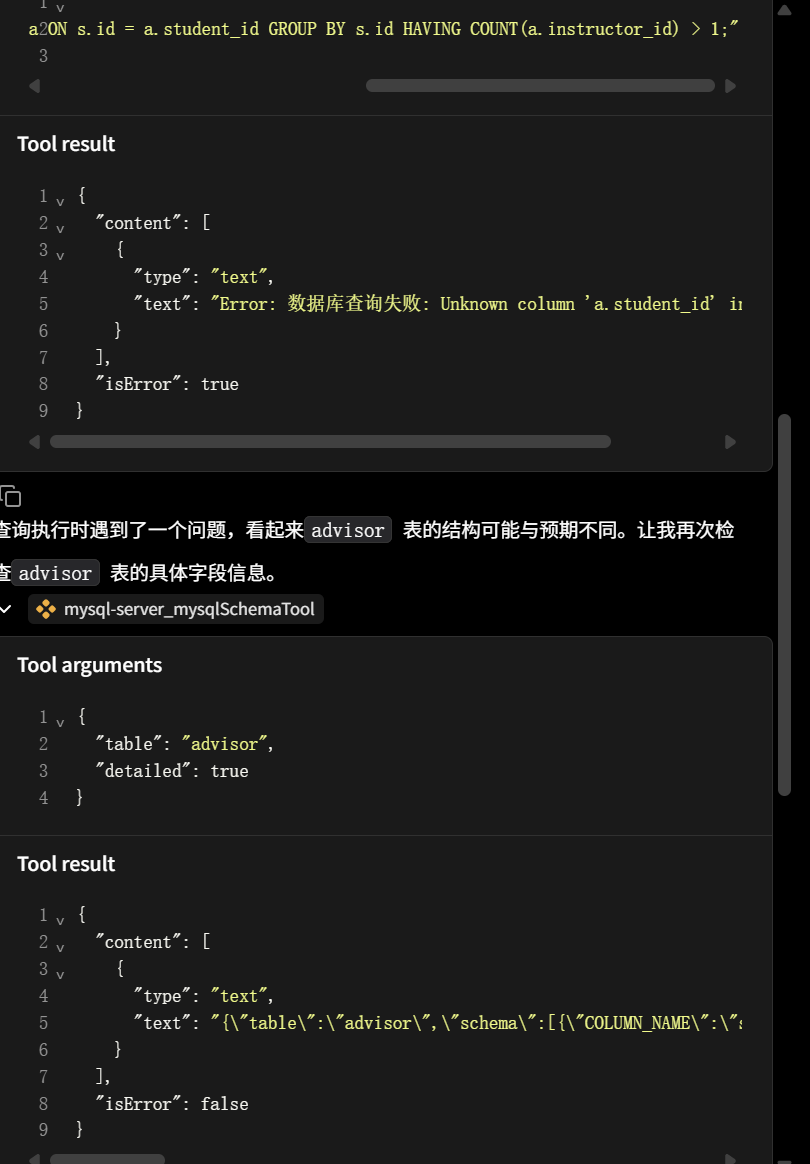 1
2
a ON s.id = a.student_id GROUP BY s.id HAVING COUNT(a.instructor_id) > 1;"
3
Tool result
1 {
2 "content": [
3 {
4 "type": "text",
5 "text": "Error: 数据库查询失败: Unknown column 'a.student_id' in
6 }
7 ],
8 "isError": true
9 }
查询执行时遇到了一个问题，看起来 advisor 表的结构可能与预期不同。让我再次检
查 advisor 表的具体字段信息。
mysql-server_mysqlSchemaTool
Tool arguments
1 {
2 "table": "advisor",
3 "detailed": true
4 }
Tool result
1 {
2 "content": [
3 {
4 "type": "text",
5 "text": "{\"table\":\"advisor\",\"schema\":[{\"COLUMN_NAME\":\"s
6 }
7 ],
8 "isError": false
9 }